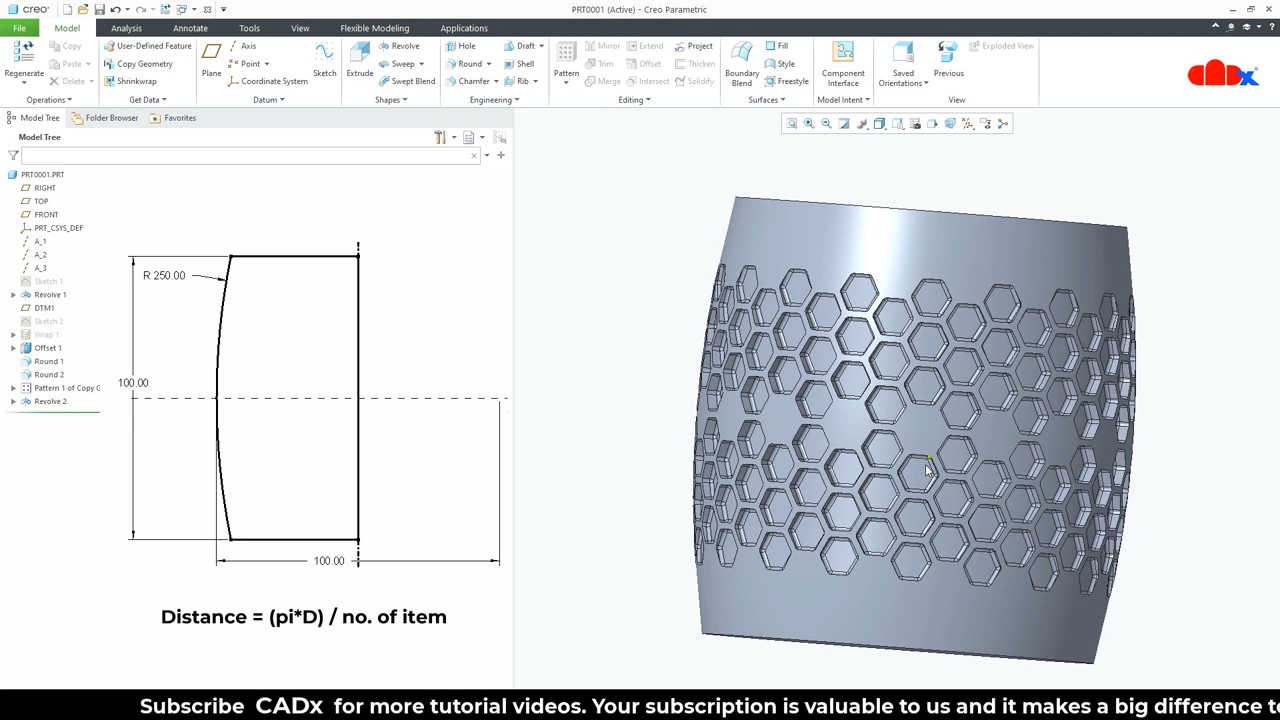 creo
PRT0001 (Active) - Creo Parametric
File
Model
Analysis
Annotate
Tools
View
Flexible Modeling
Applications
Regenerate
Copy
Paste
Delete
Operations
User-Defined Feature
Copy Geometry
Shrinkwrap
Get Data
Plane
Axis
Point
Coordinate System
Sketch
Datum
Extrude
Revolve
Sweep
Swept Blend
Shapes
Hole
Round
Chamfer
Draft
Shell
Rib
Engineering
Pattern
Mirror
Trim
Merge
Extend
Offset
Intersect
Project
Thicken
Solidify
Editing
Boundary
Blend
Fill
Style
Freestyle
Surfaces
Component
Interface
Model Intent
Saved
Orientations
Previous
Exploded View
View
CADx
Model Tree
Folder Browser
Favorites
Model Tree
PRT0001.PRT
RIGHT
TOP
FRONT
PRT_CSYS_DEF
A_1
A_2
A_3
Sketch 1
Revolve 1
DTM1
Sketch 2
Wrap 1
Offset 1
Round 1
Round 2
Pattern 1 of Copy G
Revolve 2
R 250.00
100.00
100.00
Distance = (pi*D) / no. of item
Subscribe CADx for more tutorial videos. Your subscription is valuable to us and it makes a big difference to